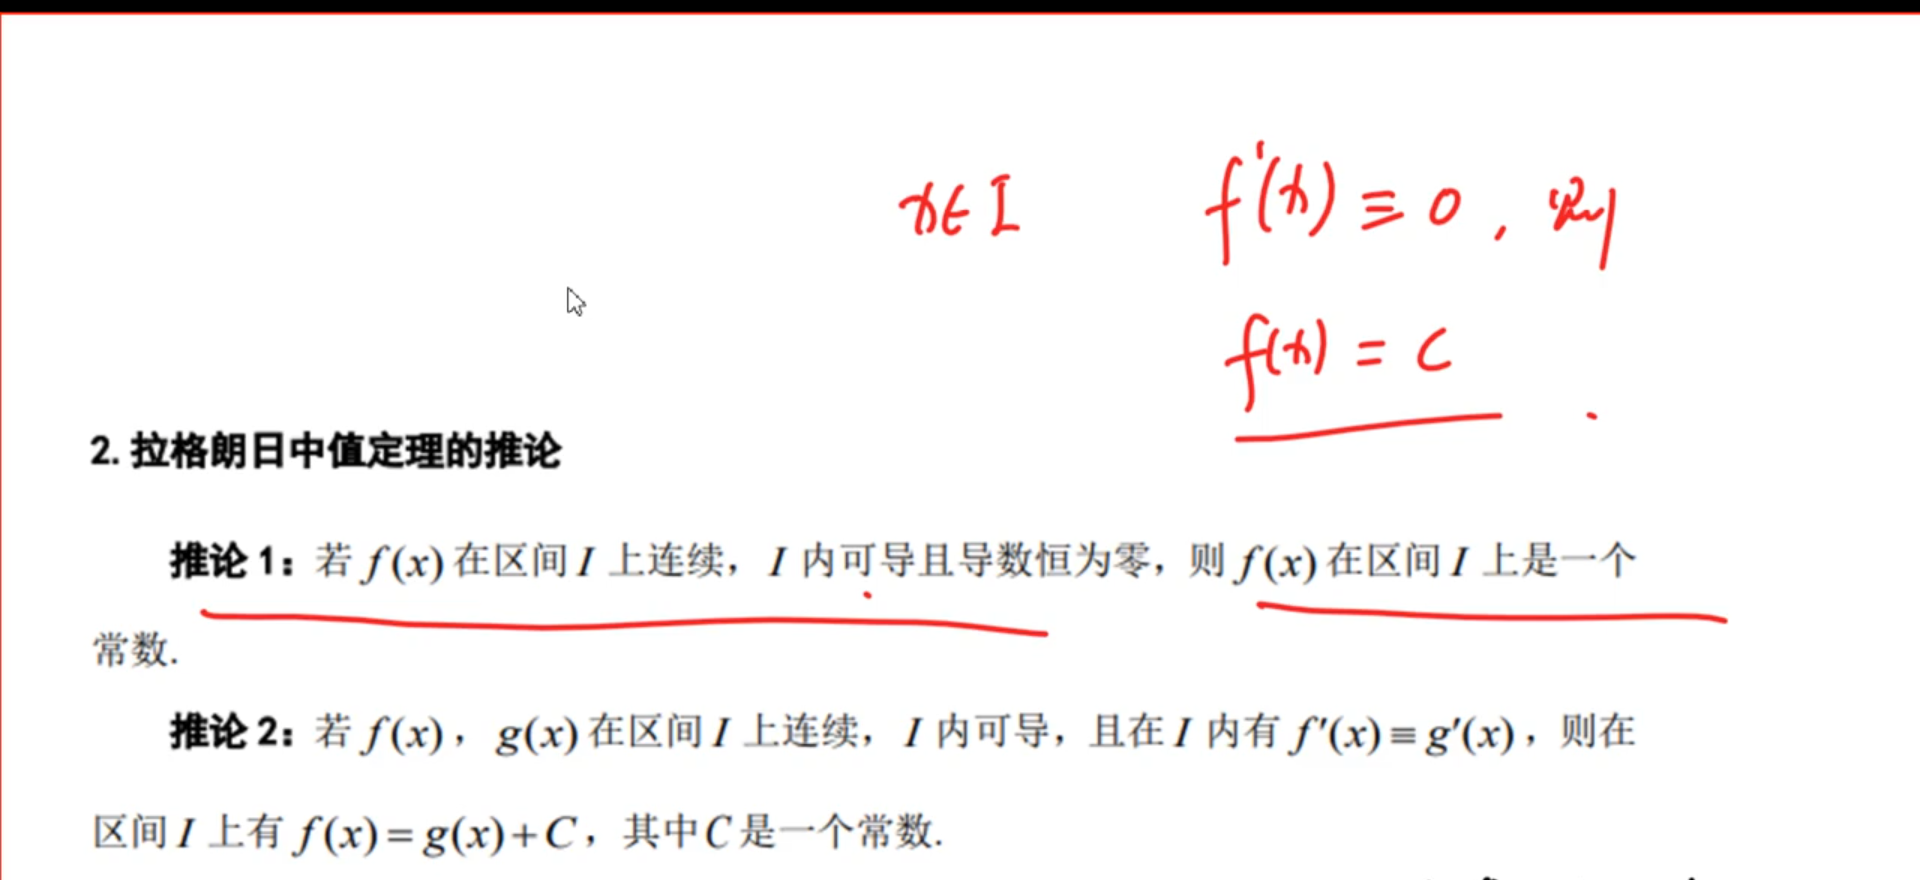 x∈I f'(x)≡0, 则
f(x)=C
2. 拉格朗日中值定理的推论
推论1：若 f(x) 在区间 I 上连续，I 内可导且导数恒为零，则 f(x) 在区间 I 上是一个
常数.
推论2：若 f(x)，g(x) 在区间 I 上连续，I 内可导，且在 I 内有 f′(x)≡g′(x)，则在
区间 I 上有 f(x)=g(x)+C，其中 C 是一个常数.